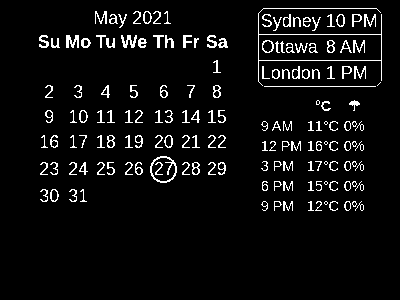 May 2021
Su Mo Tu We Th Fr Sa
1
2 3 4 5 6 7 8
9 10 11 12 13 14 15
16 17 18 19 20 21 22
23 24 25 26 27 28 29
30 31
Sydney 10 PM
Ottawa 8 AM
London 1 PM
°C
9 AM 11°C 0%
12 PM 16°C 0%
3 PM 17°C 0%
6 PM 15°C 0%
9 PM 12°C 0%